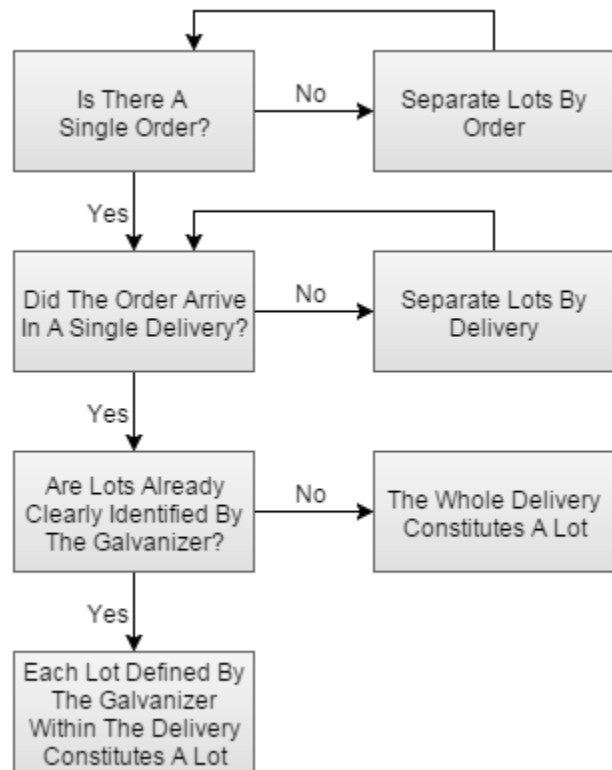 Is There A
Single Order?
No
Separate Lots By
Order
Yes
Did The Order Arrive
In A Single Delivery?
No
Separate Lots By
Delivery
Yes
Are Lots Already
Clearly Identified By
The Galvanizer?
No
The Whole Delivery
Constitutes A Lot
Yes
Each Lot Defined By
The Galvanizer
Within The Delivery
Constitutes A Lot